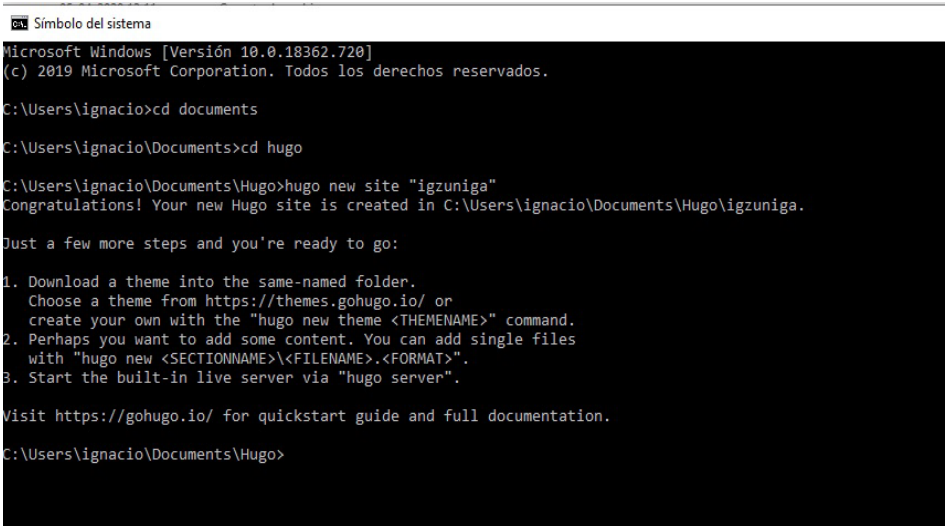 Símbolo del sistema
Microsoft Windows [Versión 10.0.18362.720]
(c) 2019 Microsoft Corporation. Todos los derechos reservados.
C:\Users\ignacio>cd documents
C:\Users\ignacio\Documents>cd hugo
C:\Users\ignacio\Documents\Hugo>hugo new site "igzuniga"
Congratulations! Your new Hugo site is created in C:\Users\ignacio\Documents\Hugo\igzuniga.
Just a few more steps and you're ready to go:
1. Download a theme into the same-named folder.
Choose a theme from https://themes.gohugo.io/ or
create your own with the "hugo new theme <THEMENAME>" command.
2. Perhaps you want to add some content. You can add single files
with "hugo new <SECTIONNAME>\<FILENAME>.<FORMAT>".
3. Start the built-in live server via "hugo server".
Visit https://gohugo.io/ for quickstart guide and full documentation.
C:\Users\ignacio\Documents\Hugo>